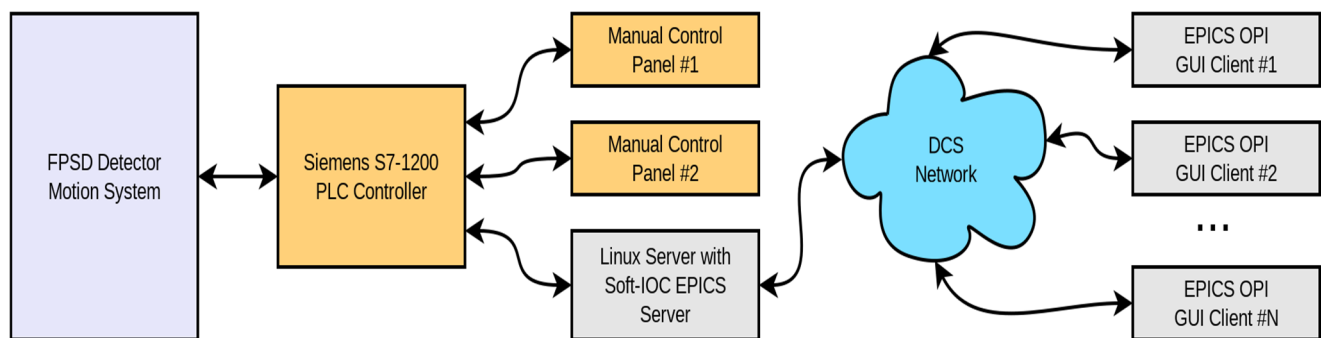 FPSD Detector
Motion System
Siemens S7-1200
PLC Controller
Manual Control
Panel #1
Manual Control
Panel #2
Linux Server with
Soft-IOC EPICS
Server
DCS
Network
EPICS OPI
GUI Client #1
EPICS OPI
GUI Client #2
...
EPICS OPI
GUI Client #N